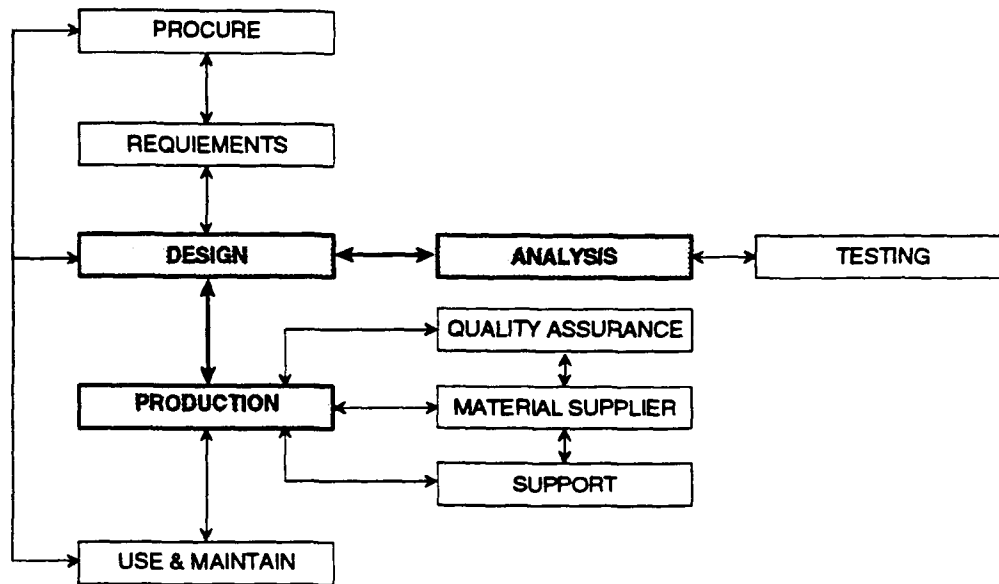 PROCURE
REQUIEMENTS
DESIGN
ANALYSIS
TESTING
QUALITY ASSURANCE
PRODUCTION
MATERIAL SUPPLIER
SUPPORT
USE & MAINTAIN